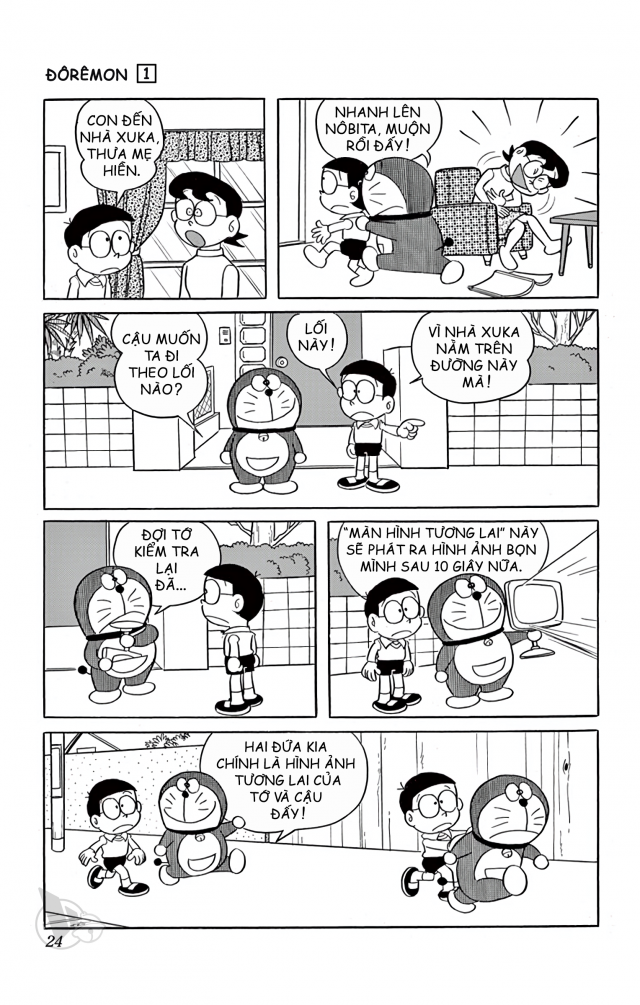 ĐÔRÊMON 1
CON ĐẾN
NHÀ XUKA,
THƯA MẸ
HIỀN.
NHANH LÊN
NÔBITA, MUỘN
RỒI ĐẤY!
CẬU MUỐN
TA ĐI
THEO LỐI
NÀO?
LỐI
NÀY!
VÌ NHÀ XUKA
NẰM TRÊN
ĐƯỜNG NÀY
MÀ!
ĐỢI TỚ
KIỂM TRA
LẠI
ĐÃ...
“MÀN HÌNH TƯƠNG LAI” NÀY
SẼ PHÁT RA HÌNH ẢNH BỌN
MÌNH SAU 10 GIÂY NỮA.
HAI ĐỨA KIA
CHÍNH LÀ HÌNH ẢNH
TƯƠNG LAI CỦA
TỚ VÀ CẬU
ĐẤY!
24